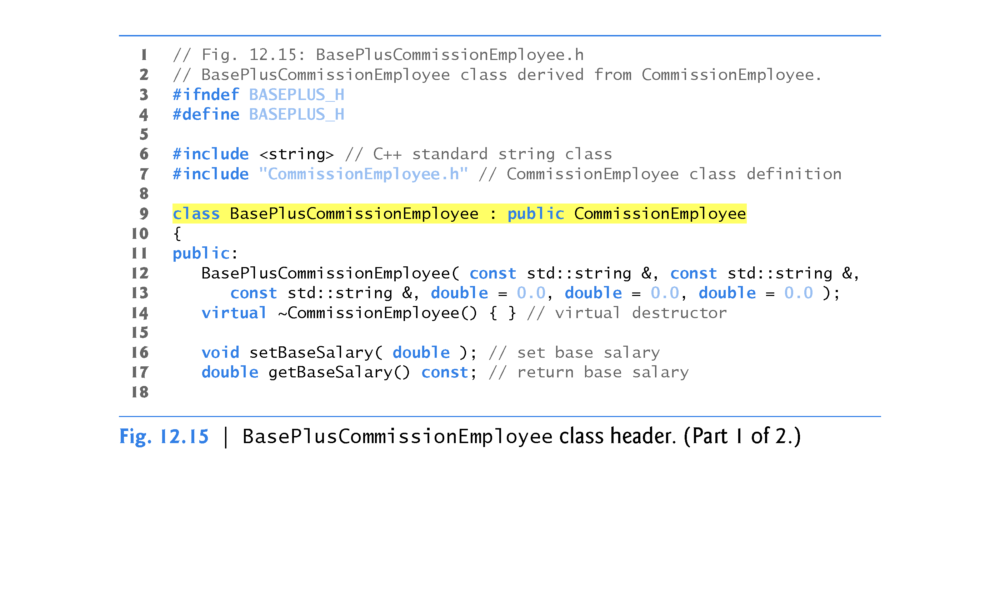 1 // Fig. 12.15: BasePlusCommissionEmployee.h
2 // BasePlusCommissionEmployee class derived from CommissionEmployee.
3 #ifndef BASEPLUS_H
4 #define BASEPLUS_H
5
6 #include <string> // C++ standard string class
7 #include "CommissionEmployee.h" // CommissionEmployee class definition
8
9 class BasePlusCommissionEmployee : public CommissionEmployee
10 {
11 public:
12 BasePlusCommissionEmployee( const std::string &, const std::string &,
13 const std::string &, double = 0.0, double = 0.0, double = 0.0 );
14 virtual ~CommissionEmployee() { } // virtual destructor
15
16 void setBaseSalary( double ); // set base salary
17 double getBaseSalary() const; // return base salary
18
Fig. 12.15 | BasePlusCommissionEmployee class header. (Part 1 of 2.)